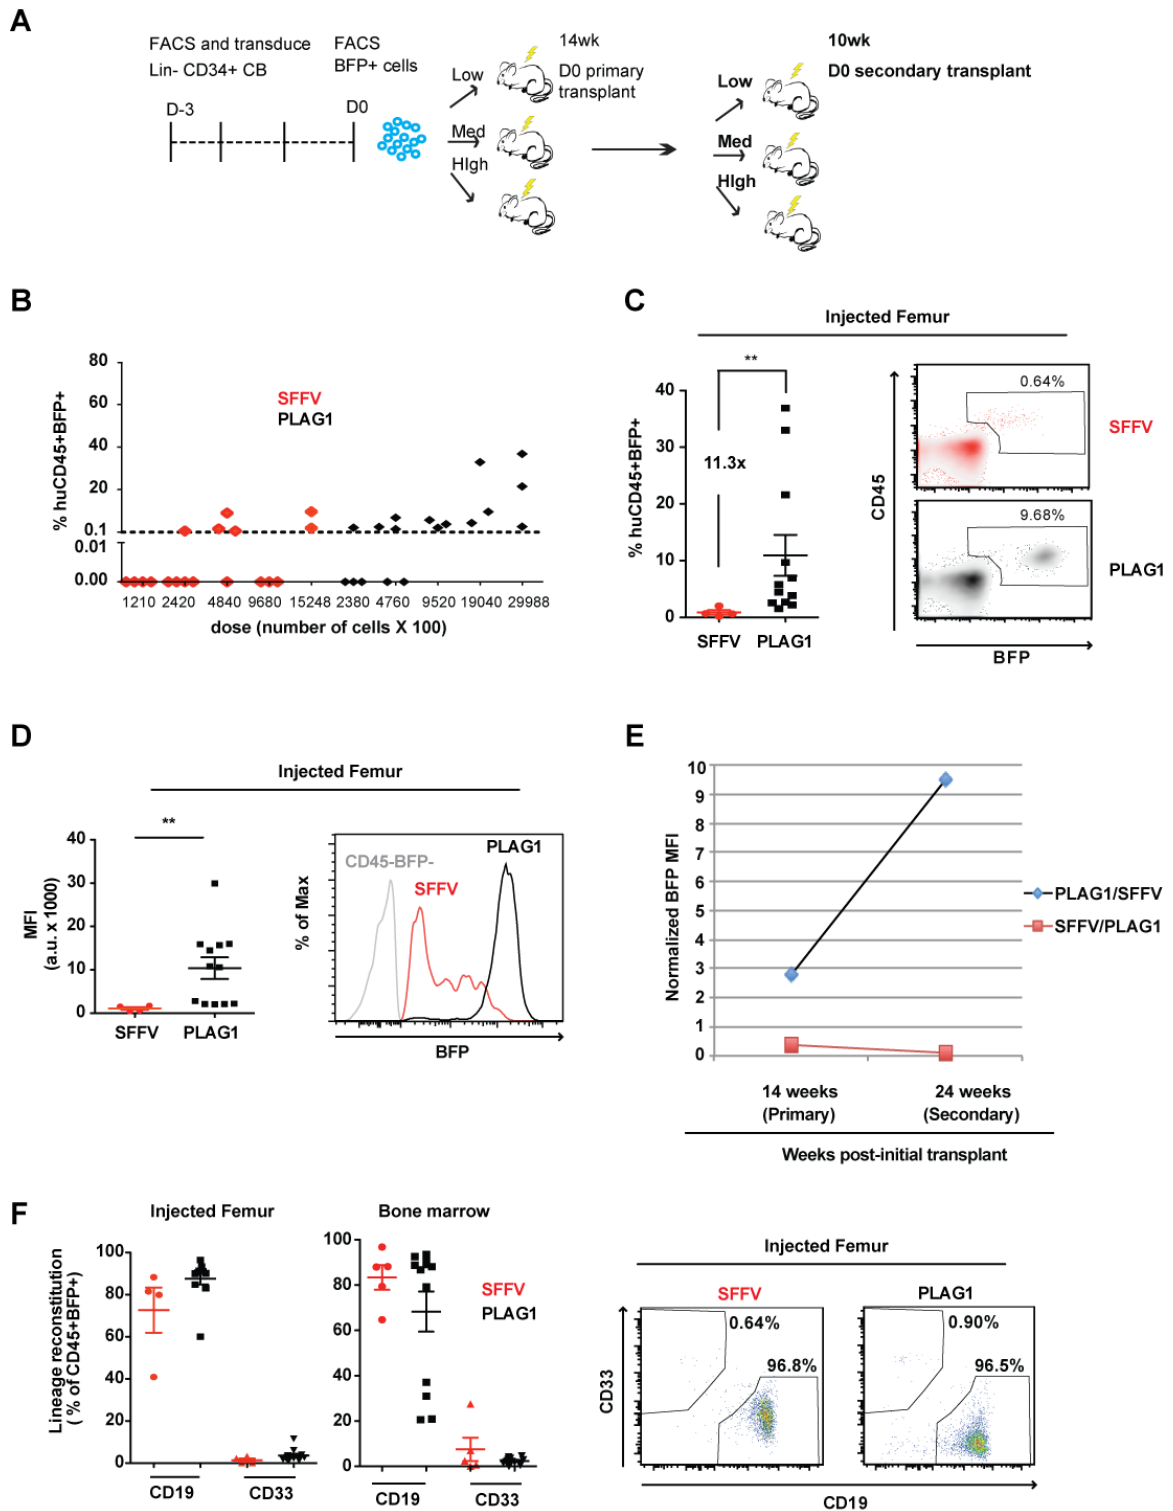 A
FACS and transduce
Lin- CD34+ CB
FACS
BFP+ cells
D-3
D0
Low
Med
HIgh
14wk
D0 primary
transplant
Low
Med
HIgh
10wk
D0 secondary transplant
B
% huCD45+BFP+
80
60
40
20
0.1
0.01
0.00
SFFV
PLAG1
1210 2420 4840 9680 15248 2380 4760 9520 19040 29988
dose (number of cells X 100)
C
Injected Femur
**
% huCD45+BFP+
40
30
20
10
0
11.3x
SFFV PLAG1
CD45
0.64%
SFFV
9.68%
PLAG1
BFP
D
Injected Femur
**
MFI
(a.u. x 1000)
40
30
20
10
0
SFFV PLAG1
% of Max
CD45-BFP-
SFFV
PLAG1
BFP
E
Normalized BFP MFI
10
9
8
7
6
5
4
3
2
1
0
PLAG1/SFFV
SFFV/PLAG1
14 weeks
(Primary)
24 weeks
(Secondary)
Weeks post-initial transplant
F
Injected Femur
Lineage reconstitution
( % of CD45+BFP+)
100
80
60
40
20
0
CD19 CD33
Bone marrow
100
80
60
40
20
0
SFFV
PLAG1
CD19 CD33
Injected Femur
SFFV
PLAG1
CD33
0.64%
96.8%
0.90%
96.5%
CD19